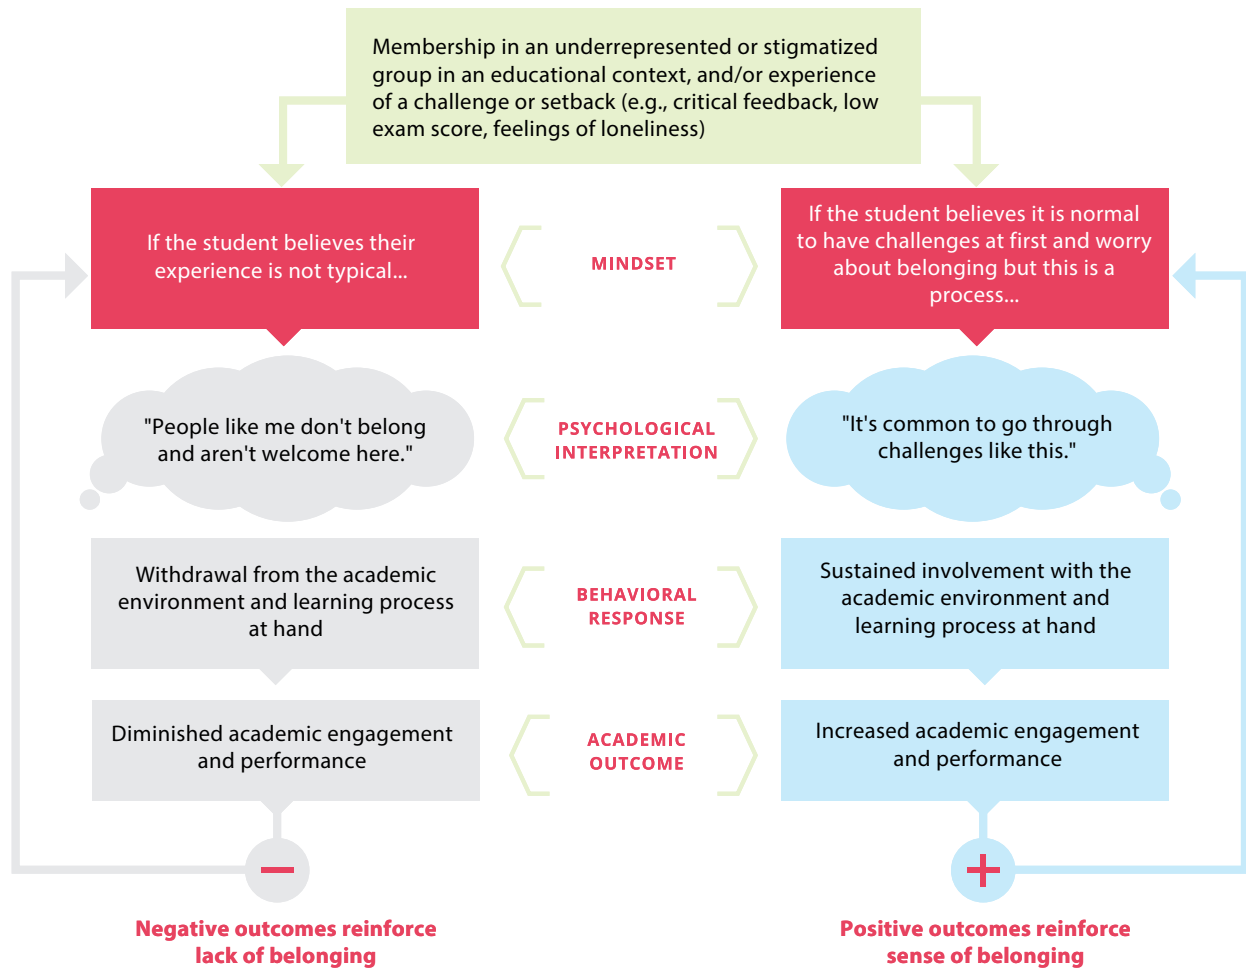 Membership in an underrepresented or stigmatized
group in an educational context, and/or experience
of a challenge or setback (e.g., critical feedback, low
exam score, feelings of loneliness)
If the student believes their
experience is not typical...
MINDSET
If the student believes it is normal
to have challenges at first and worry
about belonging but this is a
process...
"People like me don't belong
and aren't welcome here."
PSYCHOLOGICAL
INTERPRETATION
"It's common to go through
challenges like this."
Withdrawal from the academic
environment and learning process
at hand
BEHAVIORAL
RESPONSE
Sustained involvement with the
academic environment and
learning process at hand
Diminished academic engagement
and performance
ACADEMIC
OUTCOME
Increased academic engagement
and performance
Negative outcomes reinforce
lack of belonging
Positive outcomes reinforce
sense of belonging